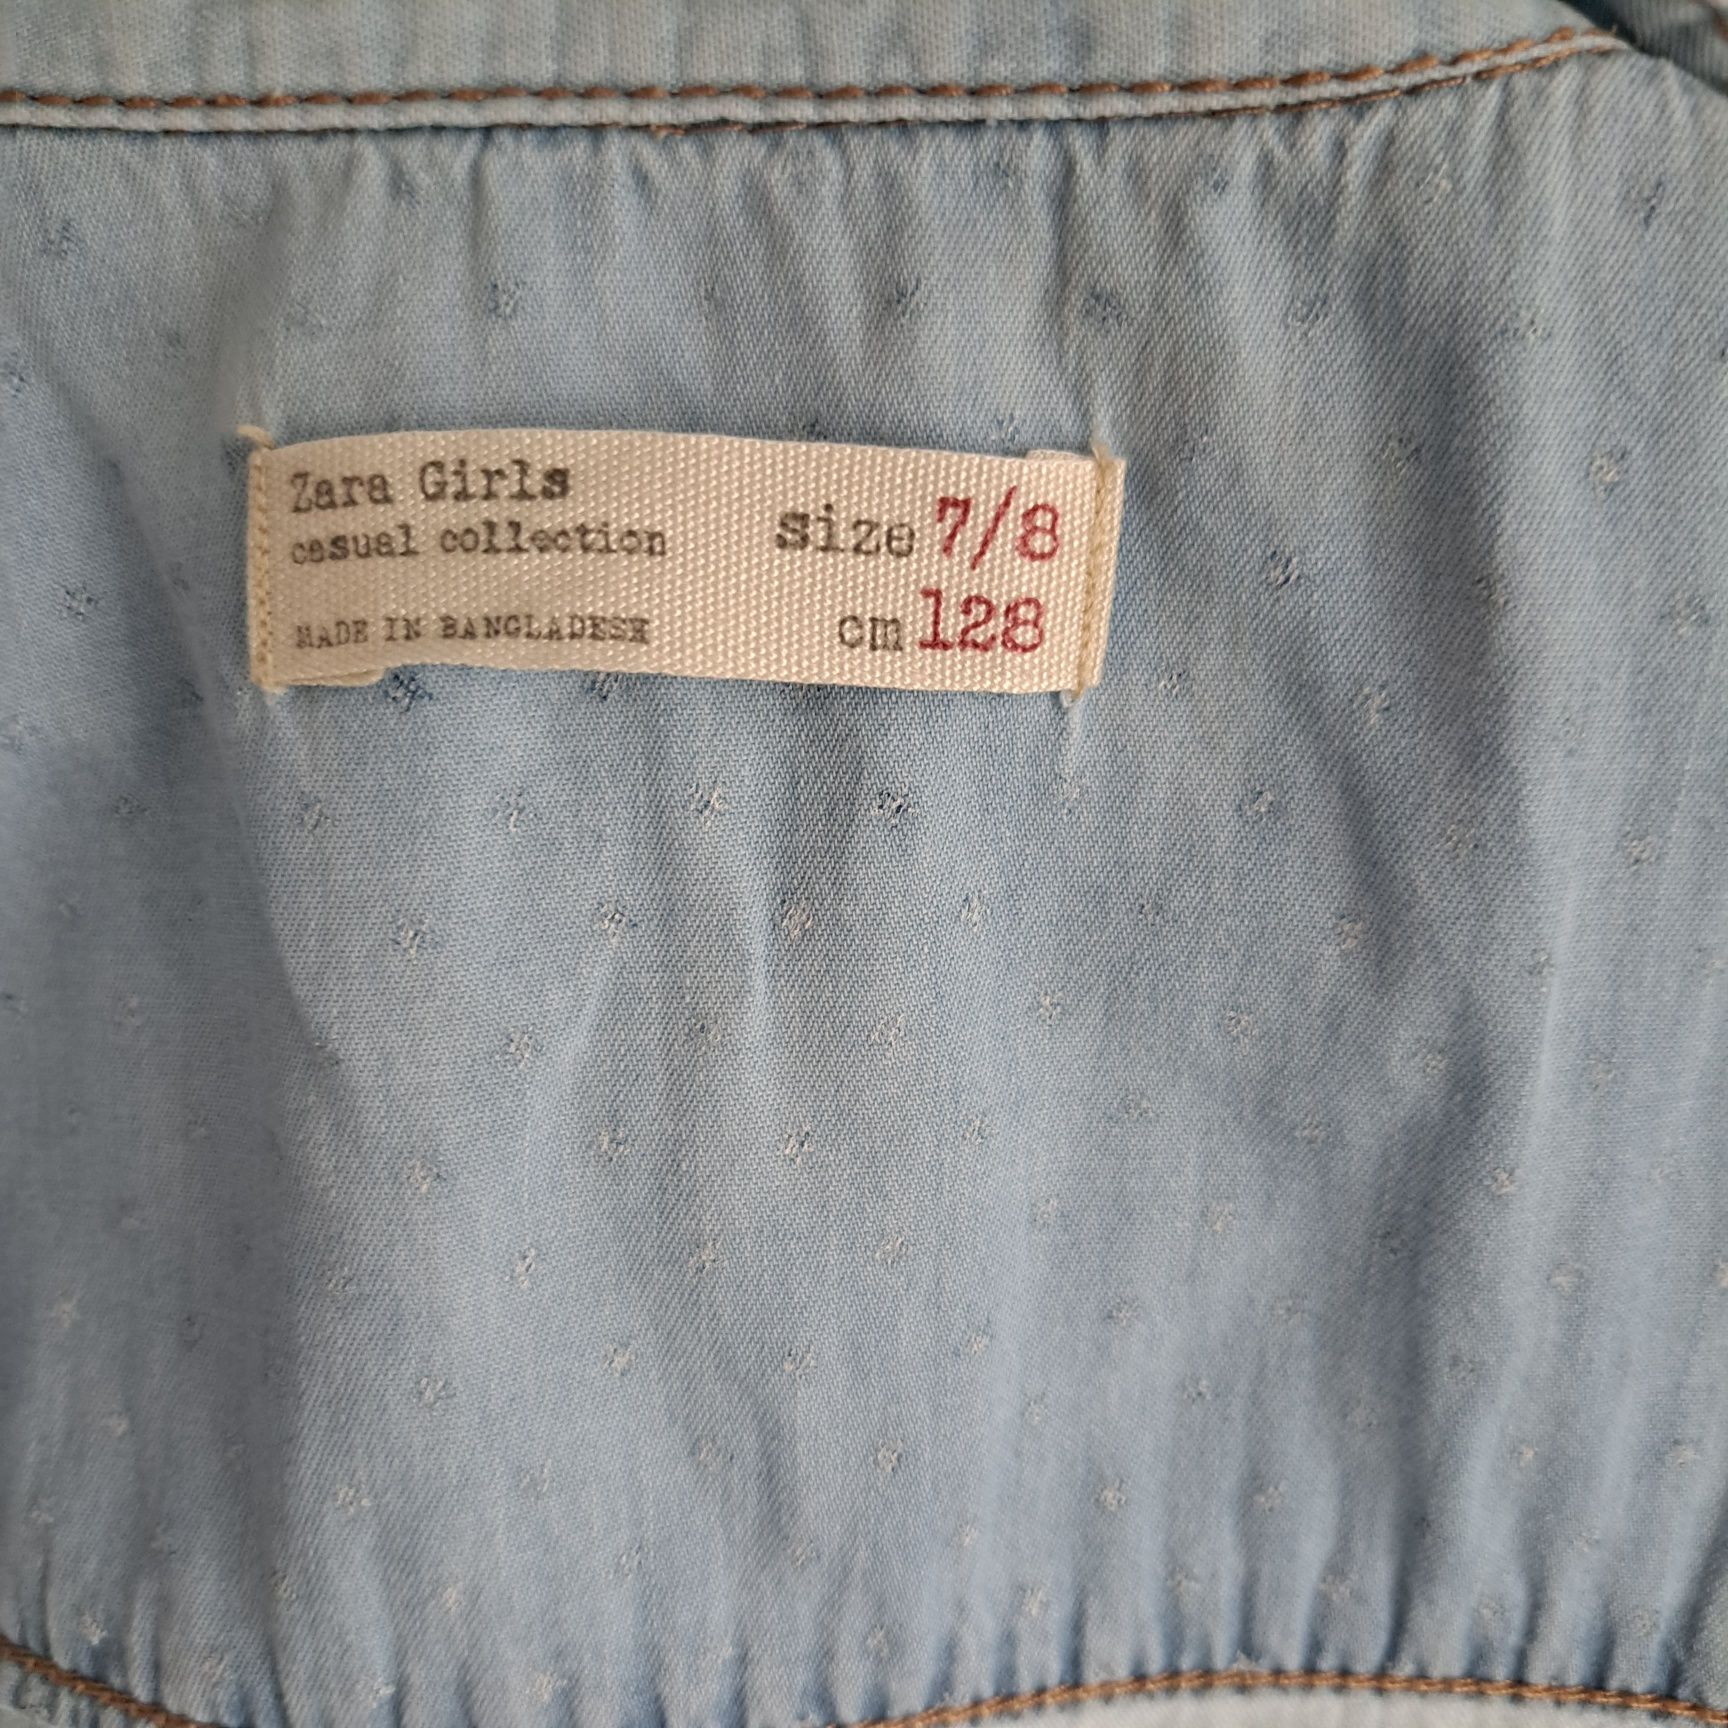 Zara Girls
casual collection
size 7/8
MADE IN BANGLADESH
cm 128